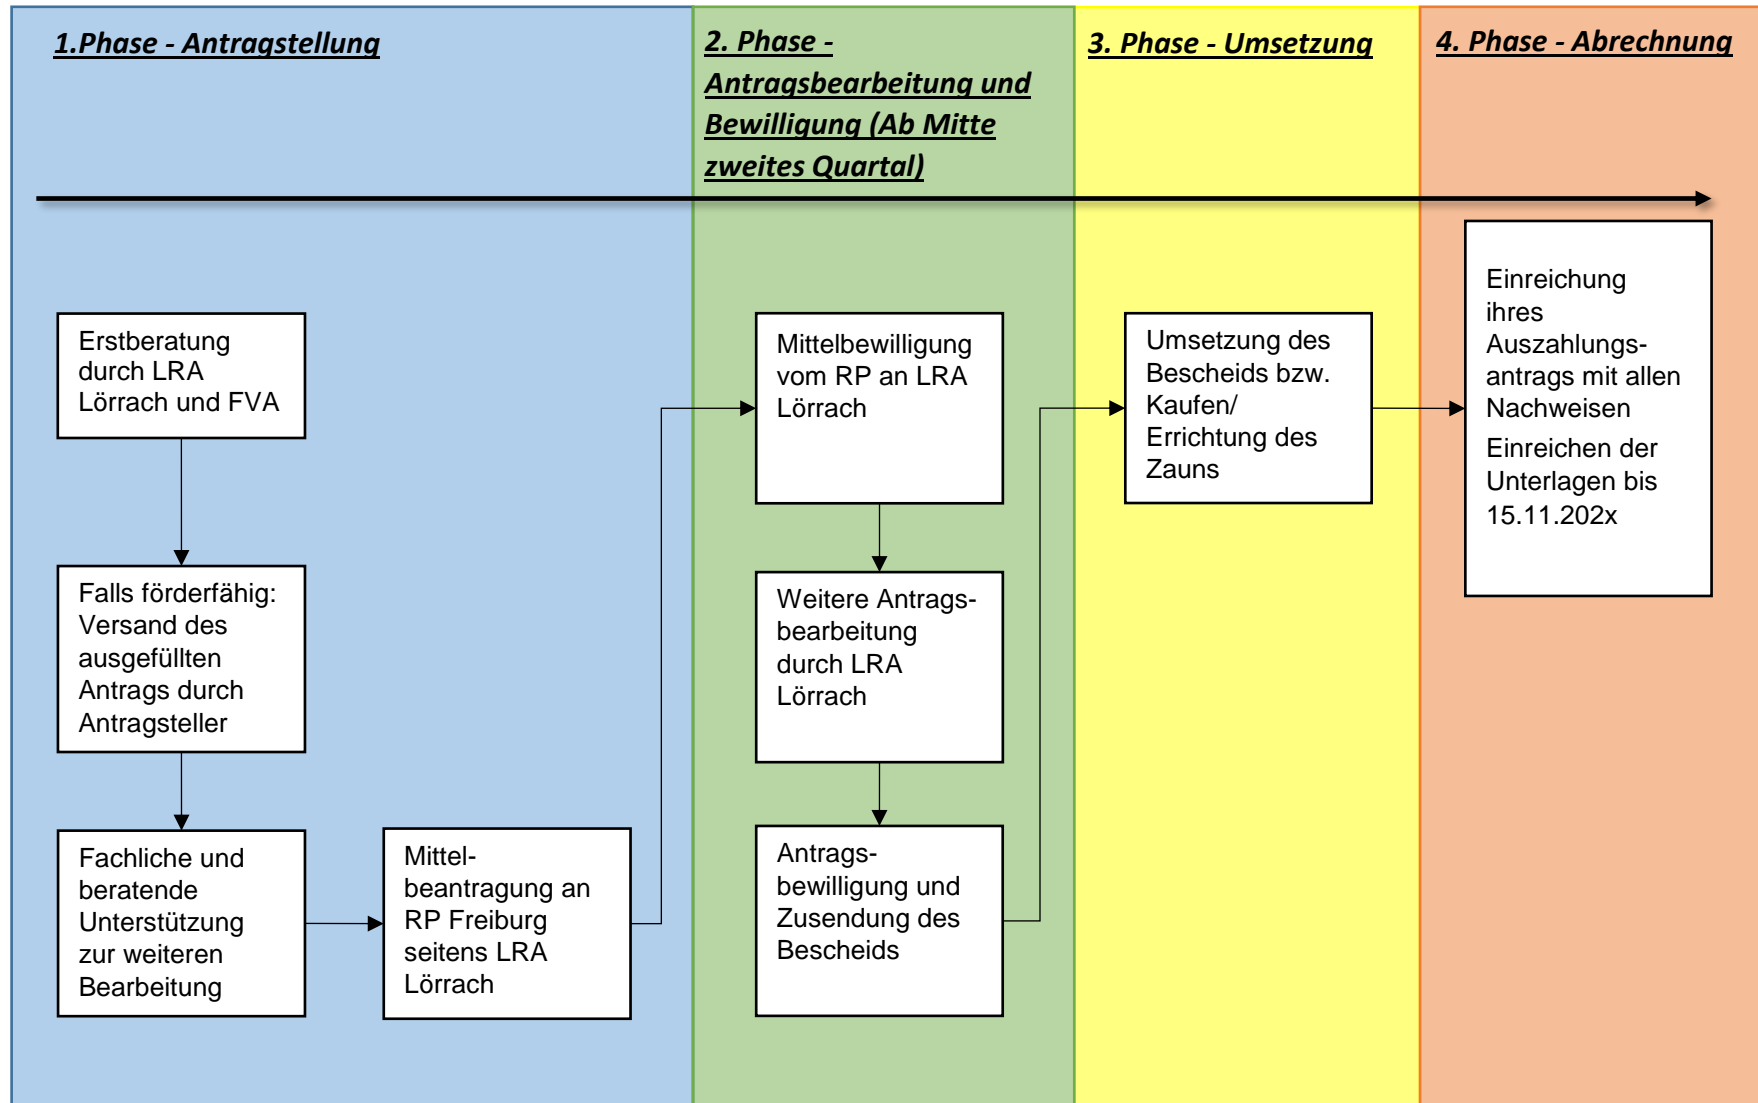 1.Phase - Antragstellung
2. Phase -
Antragsbearbeitung und
Bewilligung (Ab Mitte
zweites Quartal)
3. Phase - Umsetzung
4. Phase - Abrechnung
Erstberatung
durch LRA
Lörrach und FVA
Falls förderfähig:
Versand des
ausgefüllten
Antrags durch
Antragsteller
Fachliche und
beratende
Unterstützung
zur weiteren
Bearbeitung
Mittel-
beantragung an
RP Freiburg
seitens LRA
Lörrach
Mittelbewilligung
vom RP an LRA
Lörrach
Weitere Antrags-
bearbeitung
durch LRA
Lörrach
Antrags-
bewilligung und
Zusendung des
Bescheids
Umsetzung des
Bescheids bzw.
Kaufen/
Errichtung des
Zauns
Einreichung
ihres
Auszahlungs-
antrags mit allen
Nachweisen
Einreichen der
Unterlagen bis
15.11.202x